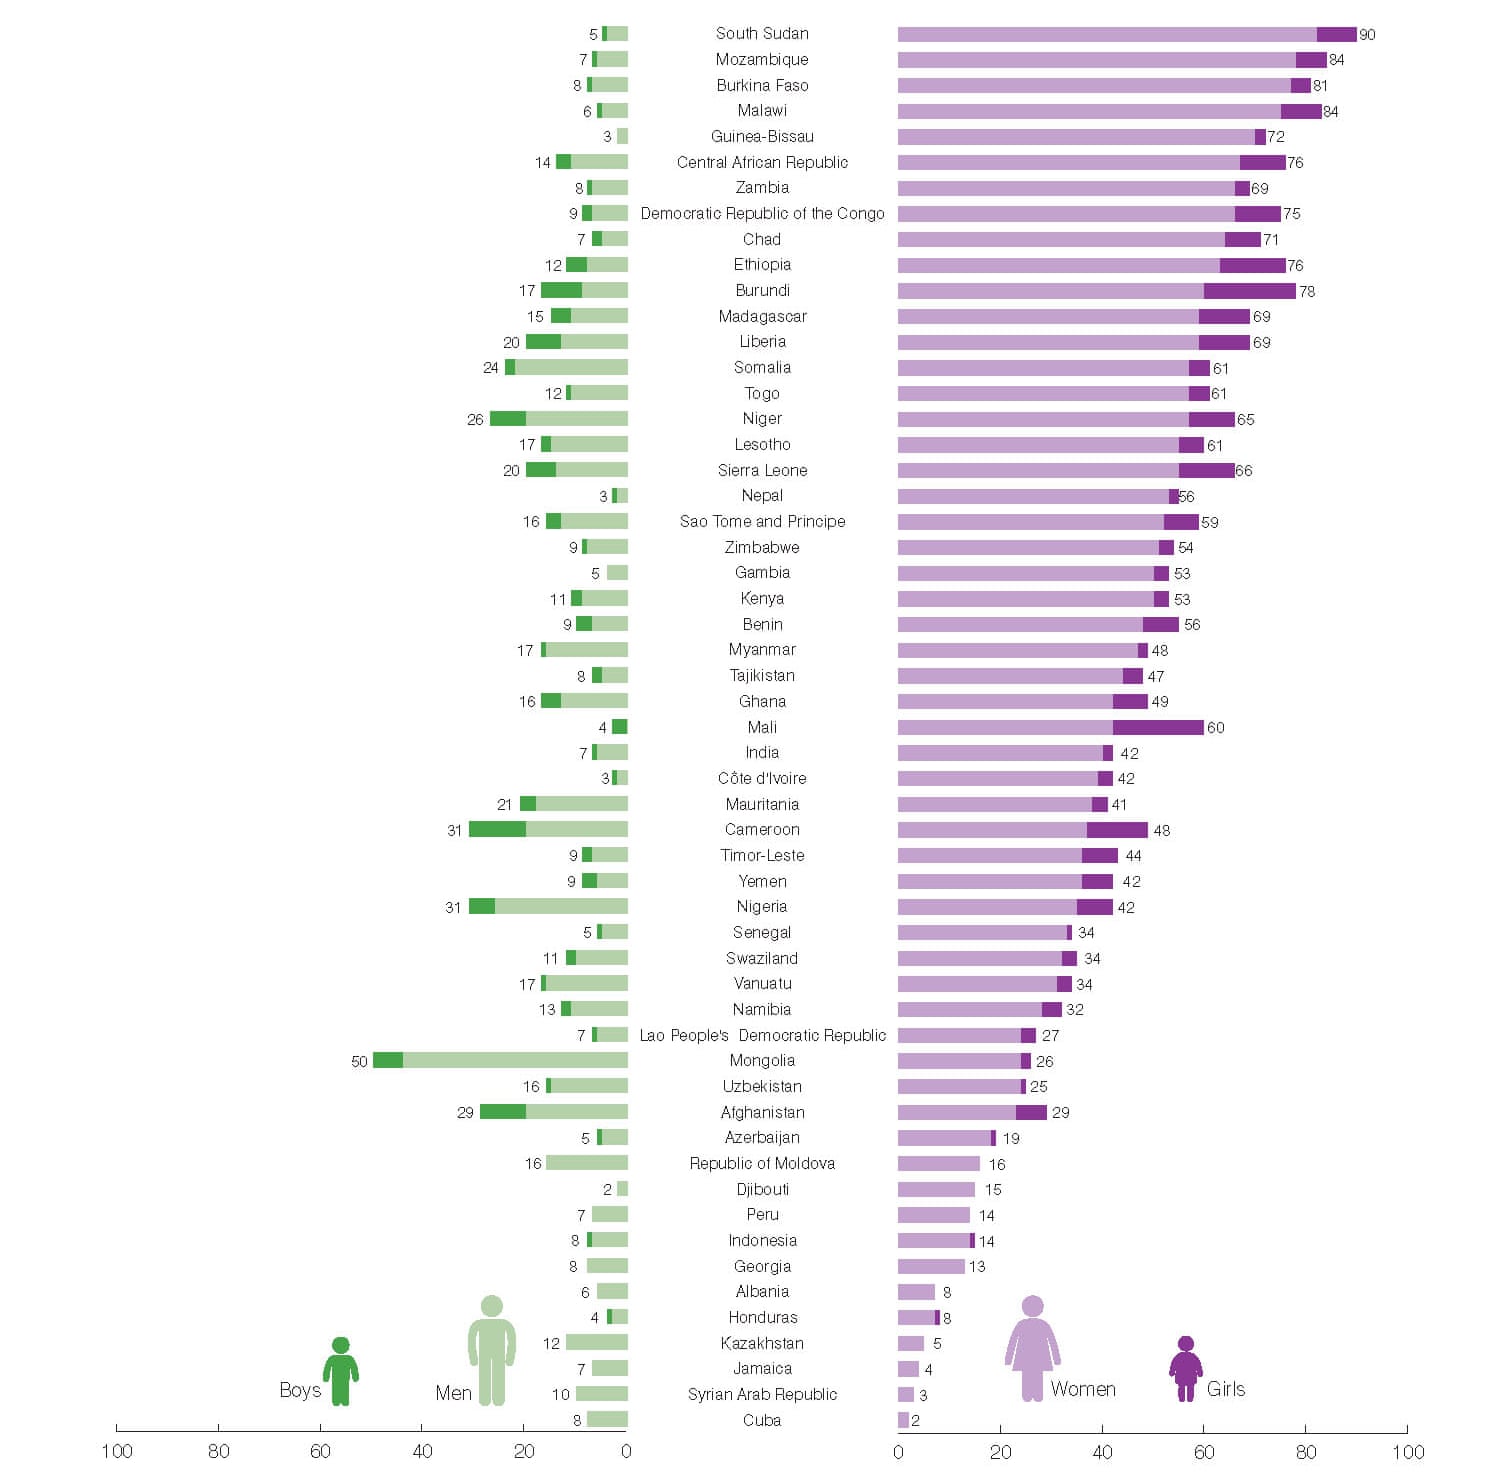 5 South Sudan 90
7 Mozambique 84
8 Burkina Faso 81
6 Malawi 84
3 Guinea-Bissau 72
14 Central African Republic 76
8 Zambia 69
9 Democratic Republic of the Congo 75
7 Chad 71
12 Ethiopia 76
17 Burundi 78
15 Madagascar 69
20 Liberia 69
24 Somalia 61
12 Togo 61
26 Niger 65
17 Lesotho 61
20 Sierra Leone 66
3 Nepal 56
16 Sao Tome and Principe 59
9 Zimbabwe 54
5 Gambia 53
11 Kenya 53
9 Benin 56
17 Myanmar 48
8 Tajikistan 47
16 Ghana 49
4 Mali 60
7 India 42
3 Côte d'Ivoire 42
21 Mauritania 41
31 Cameroon 48
9 Timor-Leste 44
9 Yemen 42
31 Nigeria 42
5 Senegal 34
11 Swaziland 34
17 Vanuatu 34
13 Namibia 32
7 Lao People's Democratic Republic 27
50 Mongolia 26
16 Uzbekistan 25
29 Afghanistan 29
5 Azerbaijan 19
16 Republic of Moldova 16
2 Djibouti 15
7 Peru 14
8 Indonesia 14
8 Georgia 13
6 Albania 8
4 Honduras 8
12 Kazakhstan 5
7 Jamaica 4
Boys Men Women Girls
10 Syrian Arab Republic 3
8 Cuba 2
100 80 60 40 20 0 0 20 40 60 80 100